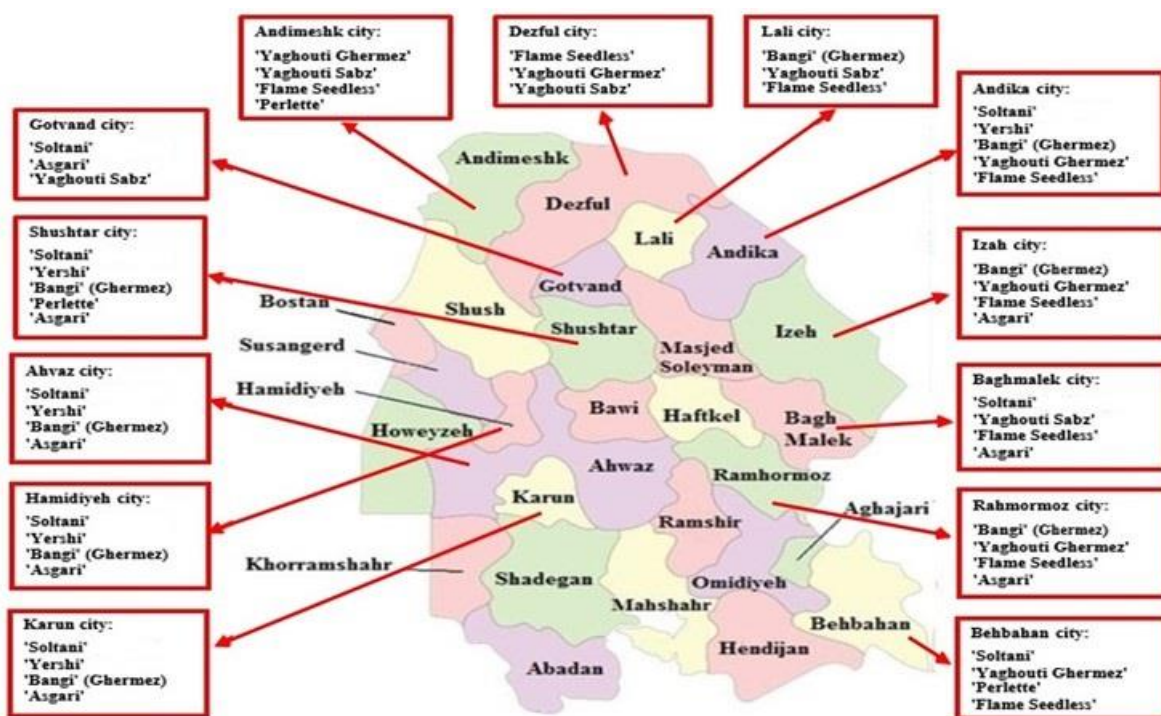 Andimeshk city:
'Yaghouti Ghermez'
'Yaghouti Sabz'
'Flame Seedless'
'Perlette'
Dezful city:
'Flame Seedless'
'Yaghouti Ghermez'
'Yaghouti Sabz'
Lali city:
'Bangi' (Ghermez)
'Yaghouti Sabz'
'Flame Seedless'
Andika city:
'Soltani'
'Yershi'
'Bangi' (Ghermez)
'Yaghouti Ghermez'
'Flame Seedless'
Gotvand city:
'Soltani'
'Asgari'
'Yaghouti Sabz'
Shushtar city:
'Soltani'
'Yershi'
'Bangi' (Ghermez)
'Perlette'
'Asgari'
Izah city:
'Bangi' (Ghermez)
'Yaghouti Ghermez'
'Flame Seedless'
'Asgari'
Ahvaz city:
'Soltani'
'Yershi'
'Bangi' (Ghermez)
'Asgari'
Baghmalek city:
'Soltani'
'Yaghouti Sabz'
'Flame Seedless'
'Asgari'
Hamidiyeh city:
'Soltani'
'Yershi'
'Bangi' (Ghermez)
'Asgari'
Rahmormoz city:
'Bangi' (Ghermez)
'Yaghouti Ghermez'
'Flame Seedless'
'Asgari'
Karun city:
'Soltani'
'Yershi'
'Bangi' (Ghermez)
'Asgari'
Behbahan city:
'Soltani'
'Yaghouti Ghermez'
'Perlette'
'Flame Seedless'
Andimeshk
Dezful
Lali
Andika
Gotvand
Bostan
Shush
Shushtar
Izeh
Susangerd
Masjed
Soleyman
Hamidiyeh
Bawi
Haftkel
Bagh
Malek
Howeyzeh
Ahwaz
Ramhormoz
Karun
Aghajari
Ramshir
Khorramshahr
Shadegan
Omidiyeh
Mahshahr
Behbahan
Hendijan
Abadan